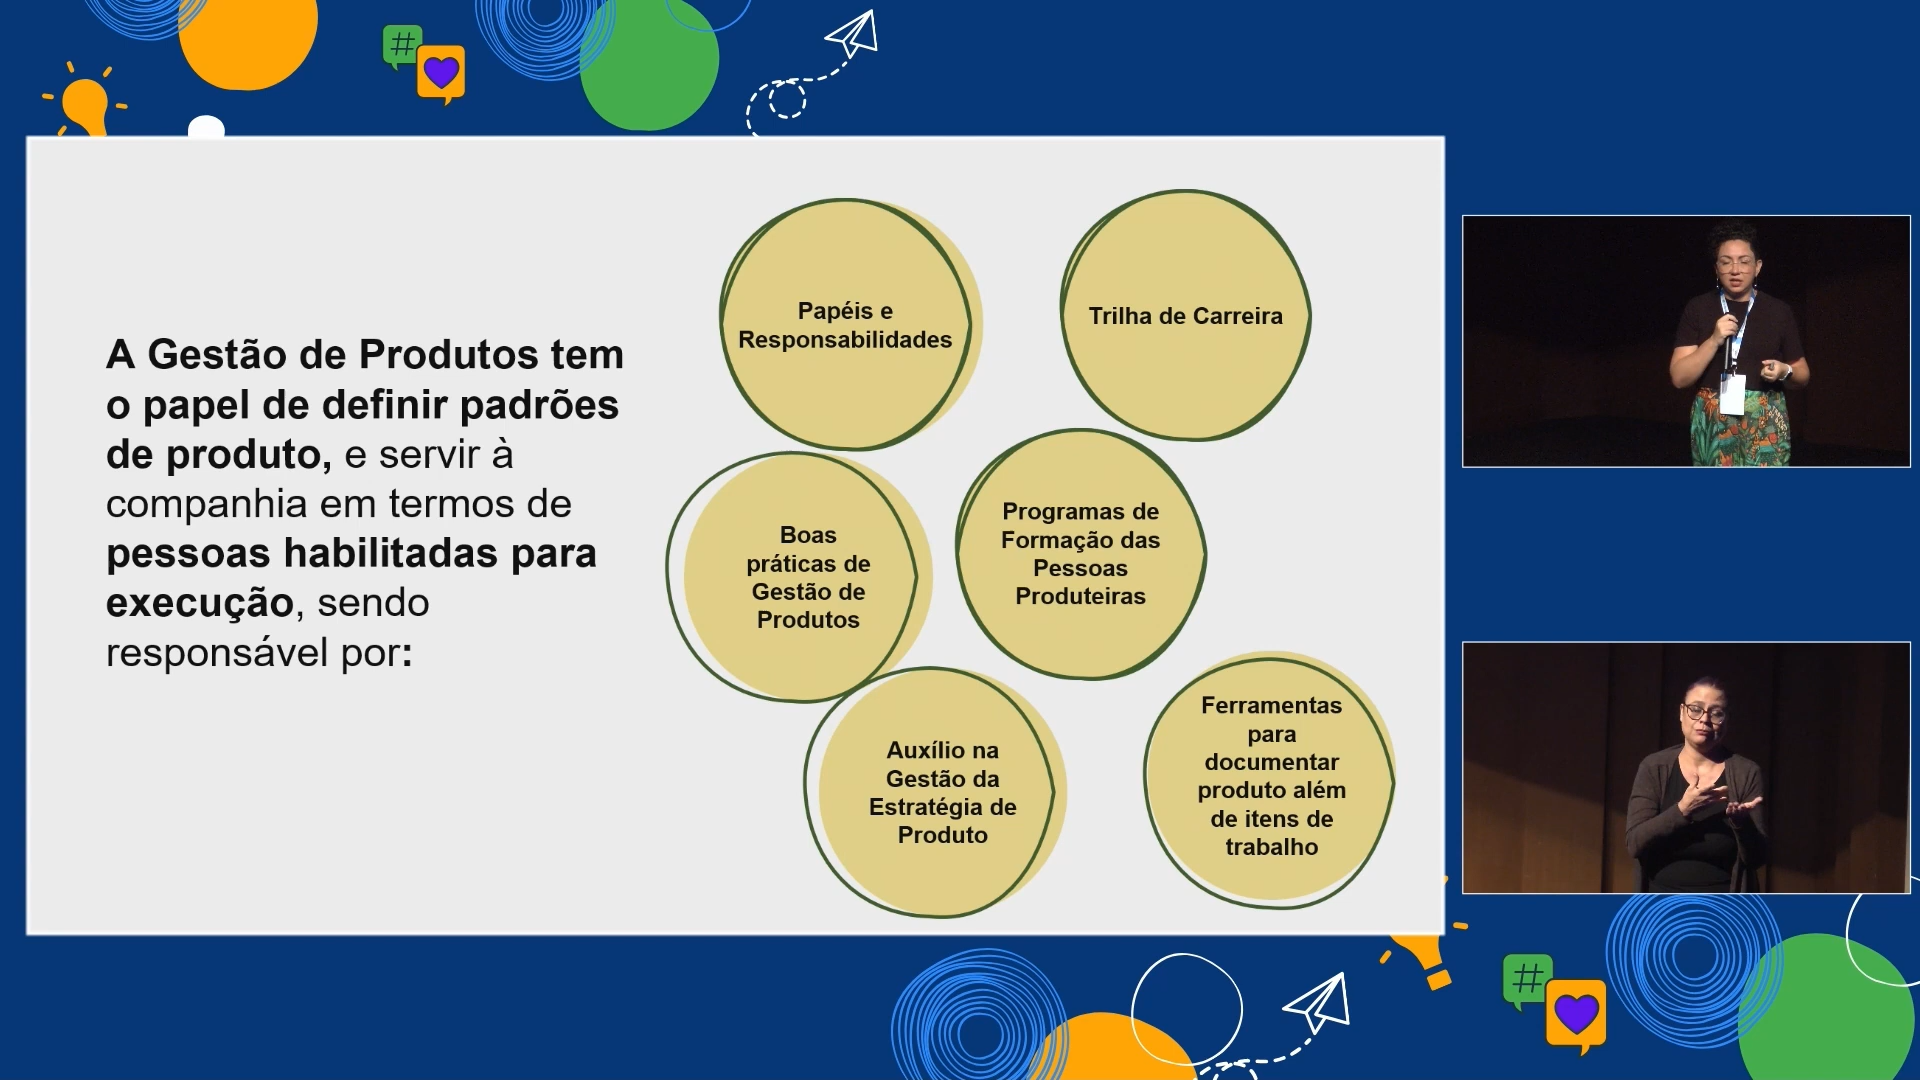 A Gestão de Produtos tem
o papel de definir padrões
de produto, e servir à
companhia em termos de
pessoas habilitadas para
execução, sendo
responsável por:
Papéis e
Responsabilidades
Trilha de Carreira
Boas
práticas de
Gestão de
Produtos
Programas de
Formação das
Pessoas
Produteiras
Auxílio na
Gestão da
Estratégia de
Produto
Ferramentas
para
documentar
produto além
de itens de
trabalho
#
#